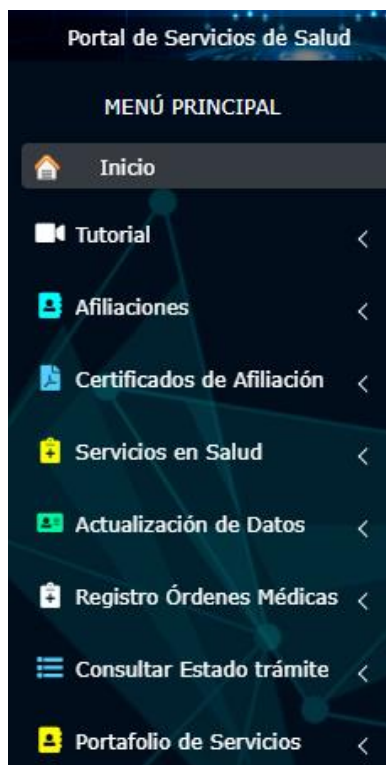 Portal de Servicios de Salud
MENÚ PRINCIPAL
Inicio
Tutorial
Afiliaciones
Certificados de Afiliación
Servicios en Salud
Actualización de Datos
Registro Órdenes Médicas
Consultar Estado trámite
Portafolio de Servicios